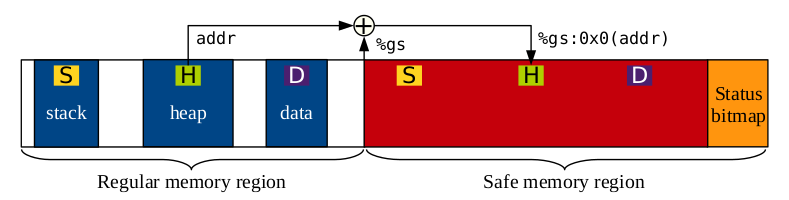 addr
%gs
%gs:0x0(addr)
S
H
D
S
H
D
stack
heap
data
Status
bitmap
Regular memory region
Safe memory region